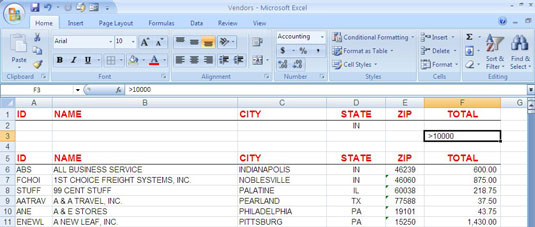 Vendors - Microsoft Excel
Home Insert Page Layout Formulas Data Review View
Paste
Clipboard
Arial 10
B I U
Font
Alignment
Accounting
$ % ,
Number
Conditional Formatting
Format as Table
Cell Styles
Styles
Insert
Delete
Format
Cells
Σ
Sort & Filter
Find & Select
Editing
F3 fx >10000
A B C D E F G
1 ID NAME CITY STATE ZIP TOTAL
2 IN
3 >10000
4
5 ID NAME CITY STATE ZIP TOTAL
6 ABS ALL BUSINESS SERVICE INDIANAPOLIS IN 46239 600.00
7 FCHOI 1ST CHOICE FREIGHT SYSTEMS, INC. NOBLESVILLE IN 46060 875.00
8 STUFF 99 CENT STUFF PALATINE IL 60038 218.75
9 AATRAV A & A TRAVEL, INC. PEARLAND TX 77588 37.50
10 ANE A & E STORES PHILADELPHIA PA 19101 43.75
11 ENEWL A NEW LEAF, INC. PITTSBURG PA 15250 1,430.00